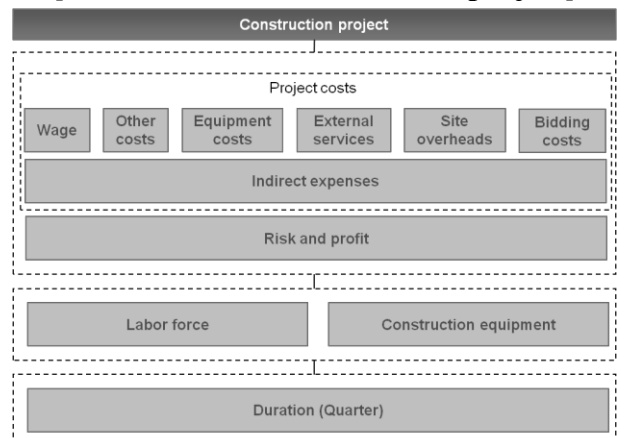 Construction project
Project costs
Wage
Other
costs
Equipment
costs
External
services
Site
overheads
Bidding
costs
Indirect expenses
Risk and profit
Labor force
Construction equipment
Duration (Quarter)